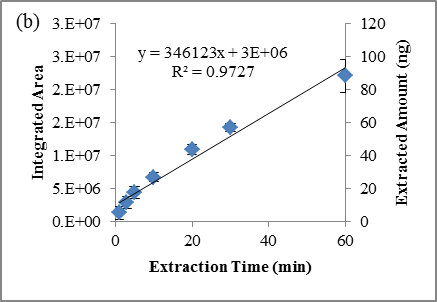 (b)
y = 346123x + 3E+06
R² = 0.9727
Integrated Area
3.E+07
3.E+07
2.E+07
2.E+07
1.E+07
5.E+06
0.E+00
120
100
80
60
40
20
0
Extracted Amount (ng)
0 20 40 60
Extraction Time (min)